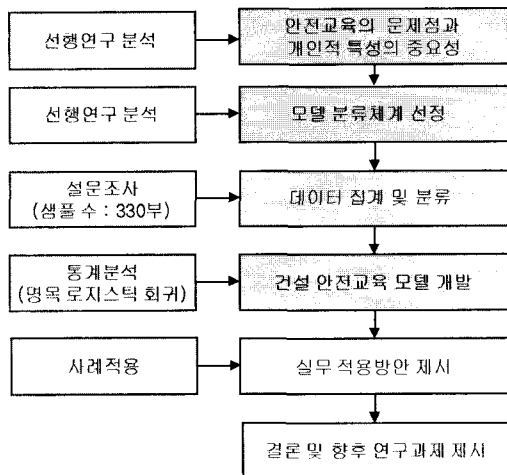 선행연구 분석
안전교육의 문제점과
개인적 특성의 중요성
선행연구 분석
모델 분류체계 선정
설문조사
(샘플 수 : 330부)
데이터 집계 및 분류
통계분석
(명목 로지스틱 회귀)
건설 안전교육 모델 개발
사례적용
실무 적용방안 제시
결론 및 향후 연구과제 제시